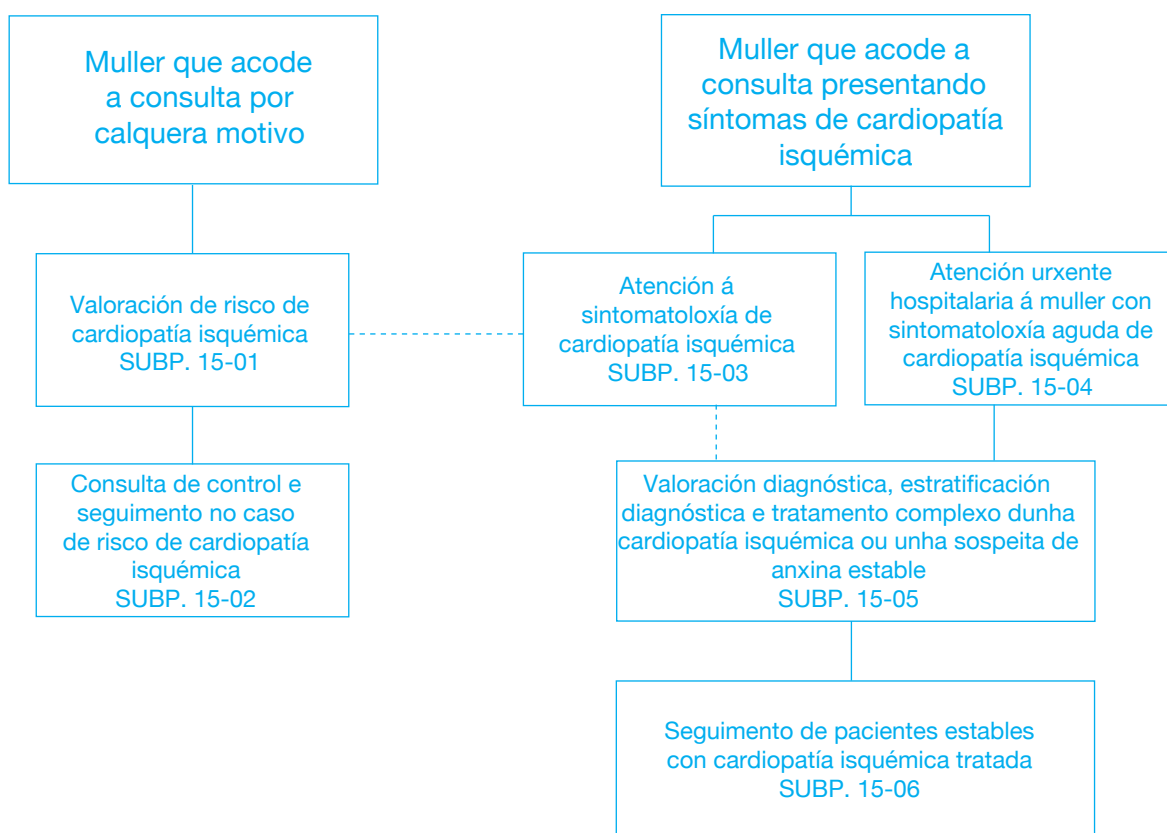 Muller que acode
a consulta por
calquera motivo
Muller que acode a
consulta presentando
síntomas de cardiopatía
isquémica
Valoración de risco de
cardiopatía isquémica
SUBP. 15-01
Atención á
sintomatoloxía de
cardiopatía isquémica
SUBP. 15-03
Atención urxente
hospitalaria á muller con
sintomatoloxía aguda de
cardiopatía isquémica
SUBP. 15-04
Consulta de control e
seguimento no caso
de risco de cardiopatía
isquémica
SUBP. 15-02
Valoración diagnóstica, estratificación
diagnóstica e tratamento complexo dunha
cardiopatía isquémica ou unha sospeita de
anxina estable
SUBP. 15-05
Seguimento de pacientes estables
con cardiopatía isquémica tratada
SUBP. 15-06